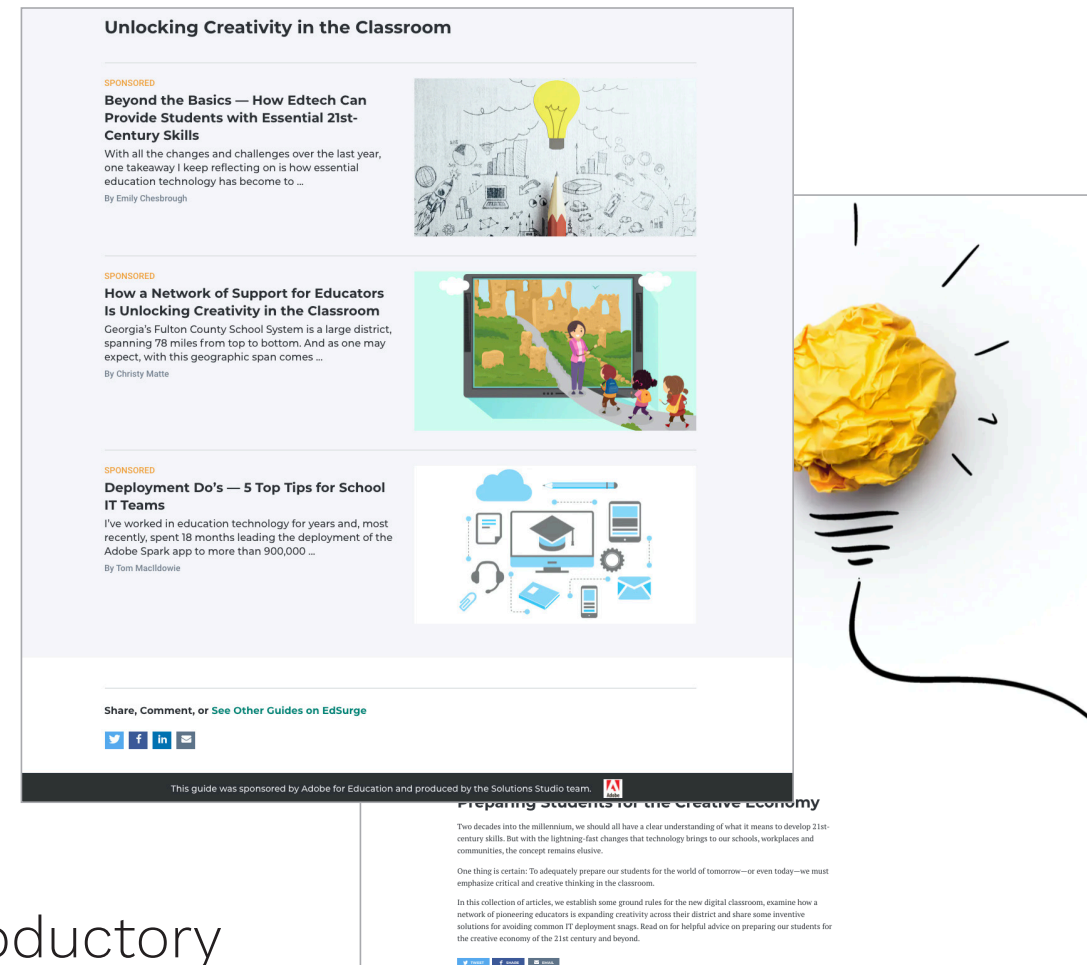 Unlocking Creativity in the Classroom
SPONSORED
Beyond the Basics — How Edtech Can
Provide Students with Essential 21st-
Century Skills
With all the changes and challenges over the last year,
one takeaway I keep reflecting on is how essential
education technology has become to ...
By Emily Chesbrough
SPONSORED
How a Network of Support for Educators
Is Unlocking Creativity in the Classroom
Georgia's Fulton County School System is a large district,
spanning 78 miles from top to bottom. And as one may
expect, with this geographic span comes ...
By Christy Matte
SPONSORED
Deployment Do's — 5 Top Tips for School
IT Teams
I've worked in education technology for years and, most
recently, spent 18 months leading the deployment of the
Adobe Spark app to more than 900,000 ...
By Tom MacIldowie
Share, Comment, or See Other Guides on EdSurge
This guide was sponsored by Adobe for Education and produced by the Solutions Studio team.
Adobe
Preparing Students for the Creative Economy
Two decades into the millennium, we should all have a clear understanding of what it means to develop 21st-
century skills. But with the lightning-fast changes that technology brings to our schools, workplaces and
communities, the concept remains elusive.
One thing is certain: To adequately prepare our students for the world of tomorrow—or even today—we must
emphasize critical and creative thinking in the classroom.
In this collection of articles, we establish some ground rules for the new digital classroom, examine how a
network of pioneering educators is expanding creativity across their district and share some inventive
solutions for avoiding common IT deployment snags. Read on for helpful advice on preparing our students for
the creative economy of the 21st century and beyond.
TWEET SHARE EMAIL
oductory